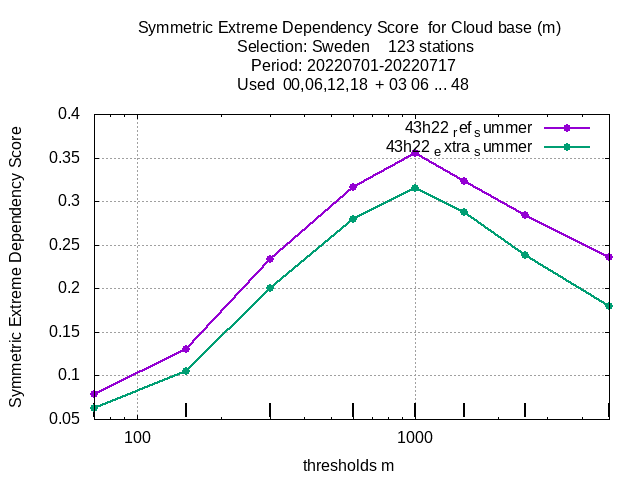 Symmetric Extreme Dependency Score for Cloud base (m)
Selection: Sweden 123 stations
Period: 20220701-20220717
Used 00,06,12,18 + 03 06 ... 48
43h22 ref summer
43h22 extra summer
0.4
0.35
0.3
0.25
0.2
0.15
0.1
0.05
Symmetric Extreme Dependency Score
100
1000
thresholds m